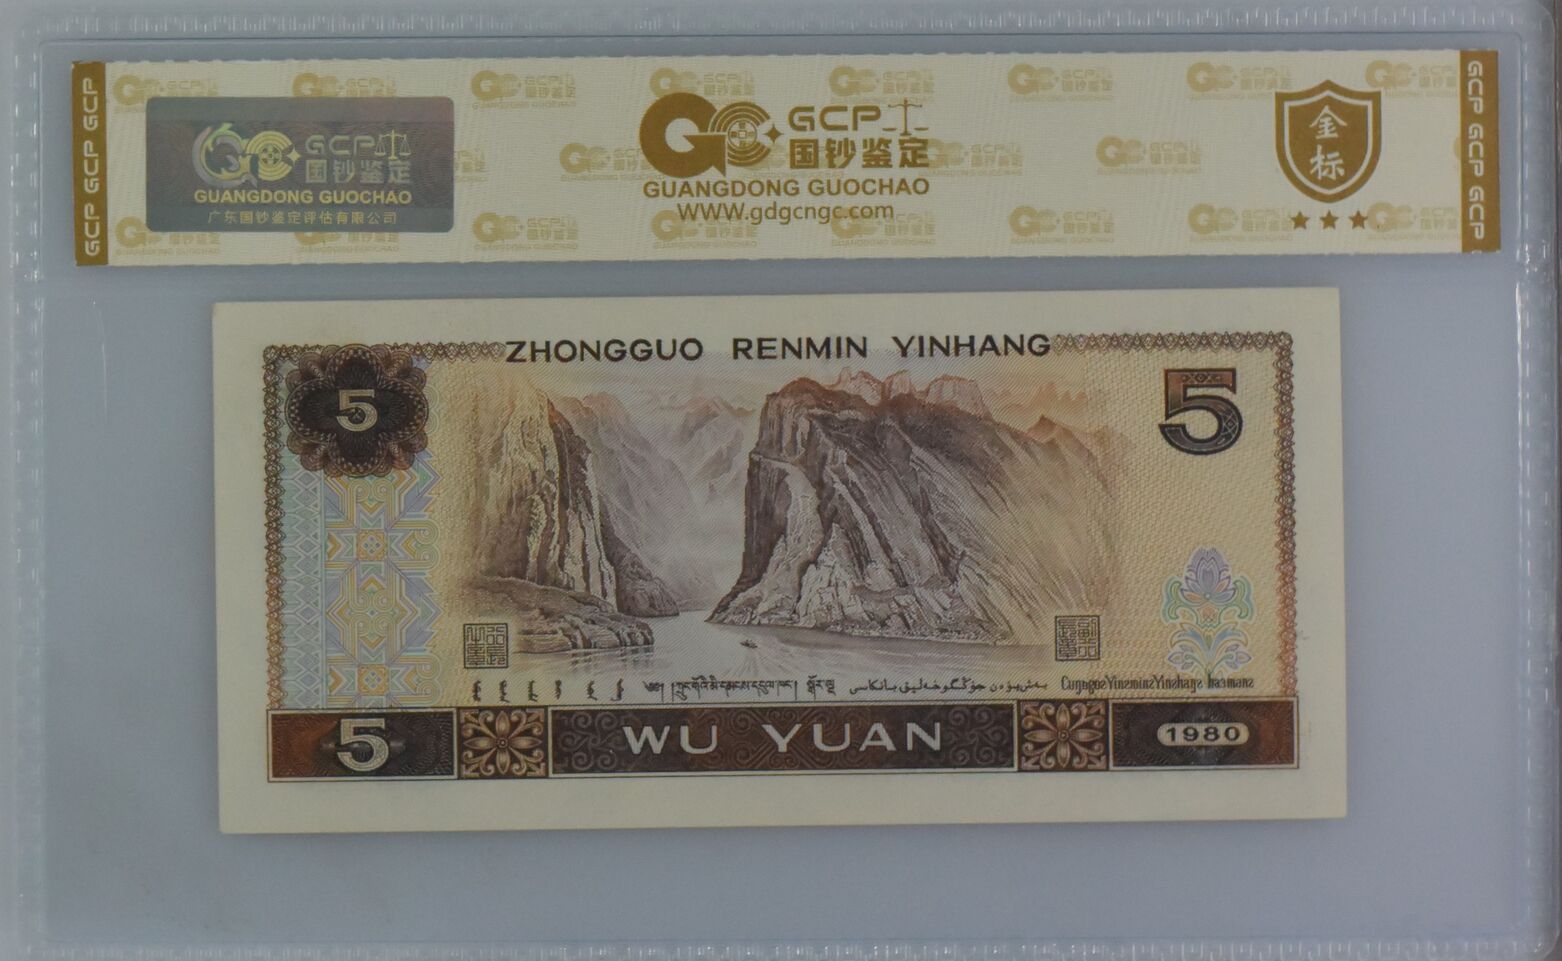 GCP GCP GCP
GCP
国钞鉴定
GUANGDONG GUOCHAO
广东国钞鉴定评估有限公司
GCP
国钞鉴定
GUANGDONG GUOCHAO
WWW.gdgcngc.com
金标
GCP GCP GCP
ZHONGGUO RENMIN YINHANG
5
5
5
WU YUAN
1980